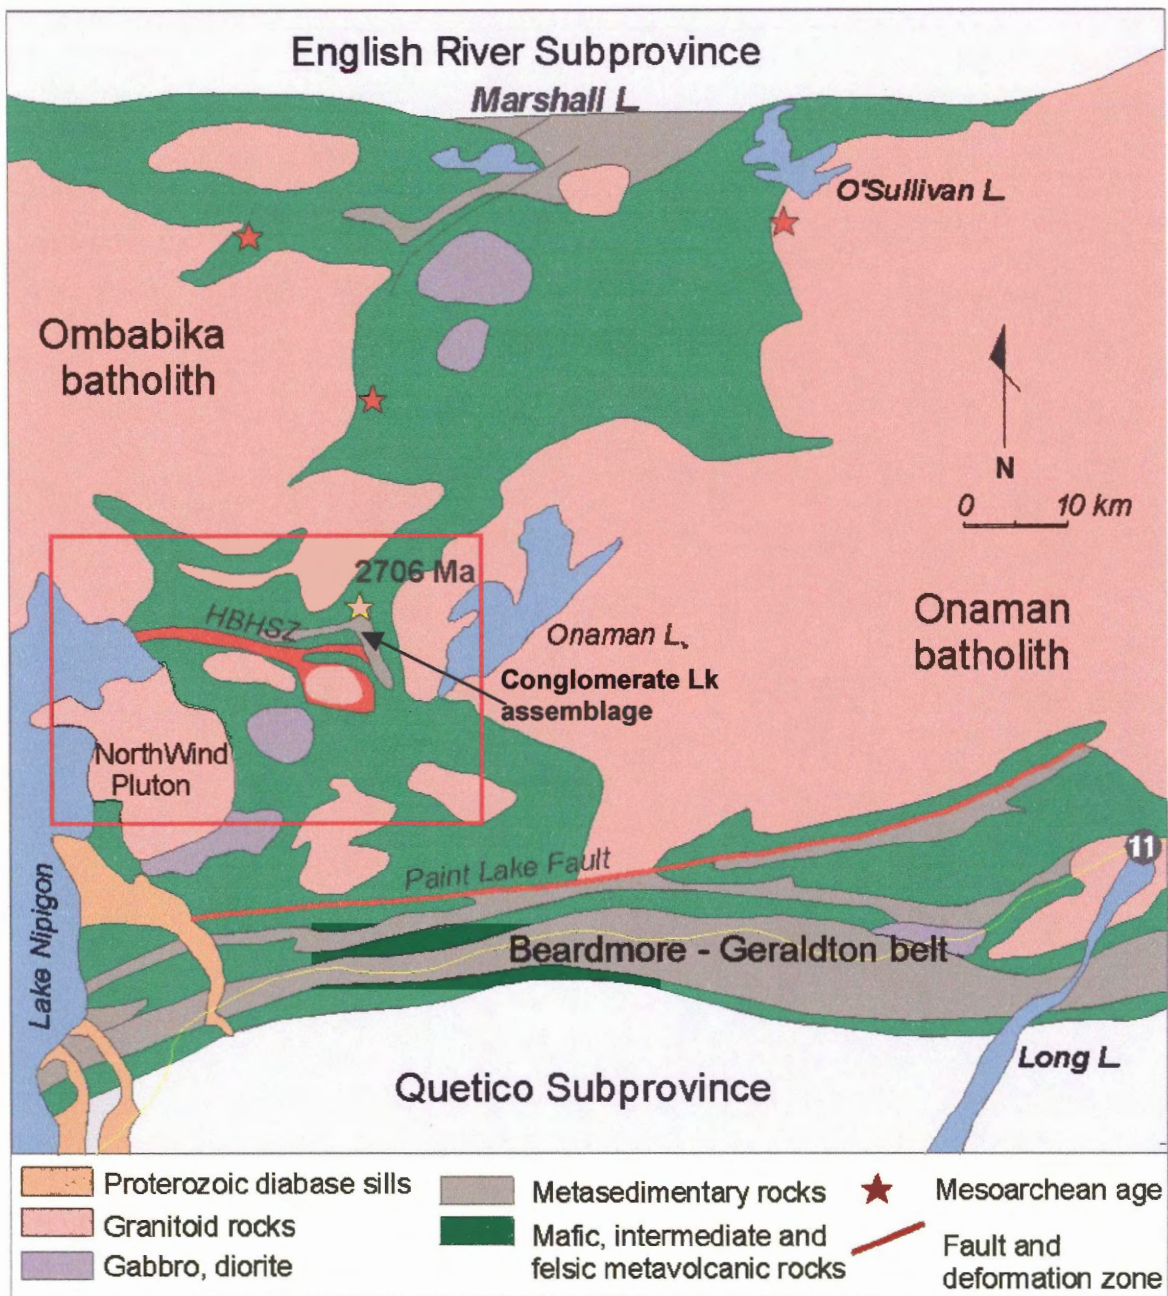 English River Subprovince
Marshall L.
O'Sullivan L.
Ombabika
batholith
N
0 10 km
2706 Ma
HBHSZ
Onaman L.
Onaman
batholith
Conglomerate Lk
assemblage
NorthWind
Pluton
11
Paint Lake Fault
Lake Nipigon
Beardmore - Geraldton belt
Long L.
Quetico Subprovince
Proterozoic diabase sills
Granitoid rocks
Gabbro, diorite
Metasedimentary rocks
Mafic, intermediate and
felsic metavolcanic rocks
Mesoarchean age
Fault and
deformation zone